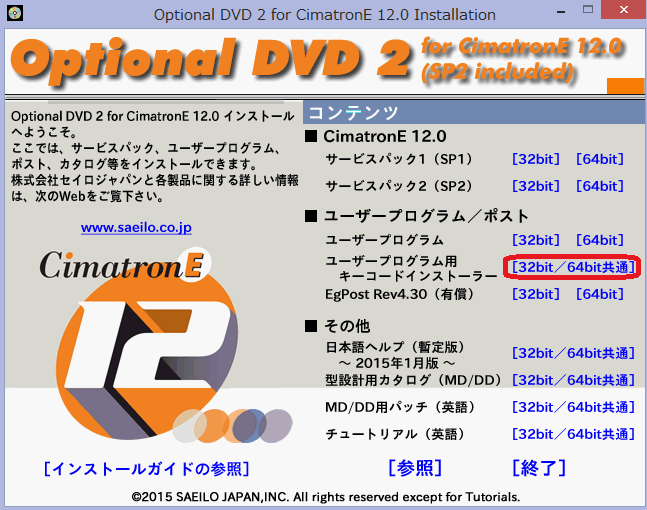 Optional DVD 2 for CimatronE 12.0 Installation
Optional DVD 2 for CimatronE 12.0
(SP2 included)
Optional DVD 2 for CimatronE 12.0 インストール
へようこそ。
ここでは、サービスパック、ユーザープログラム、
ポスト、カタログ等をインストールできます。
株式会社セイロジャパンと各製品に関する詳しい情報
は、次のWebをご覧下さい。
www.saeilo.co.jp
CimatronE
12
[インストールガイドの参照]
コンテンツ
■ CimatronE 12.0
サービスパック1（SP1） [32bit] [64bit]
サービスパック2（SP2） [32bit] [64bit]
■ ユーザープログラム／ポスト
ユーザープログラム [32bit] [64bit]
ユーザープログラム用
キーコードインストーラー [32bit／64bit共通]
EgPost Rev4.30（有償） [32bit] [64bit]
■ その他
日本語ヘルプ（暫定版）
～ 2015年1月版 ～ [32bit／64bit共通]
型設計用カタログ（MD/DD） [32bit／64bit共通]
MD/DD用パッチ（英語） [32bit／64bit共通]
チュートリアル（英語） [32bit／64bit共通]
[参照] [終了]
©2015 SAEILO JAPAN,INC. All rights reserved except for Tutorials.